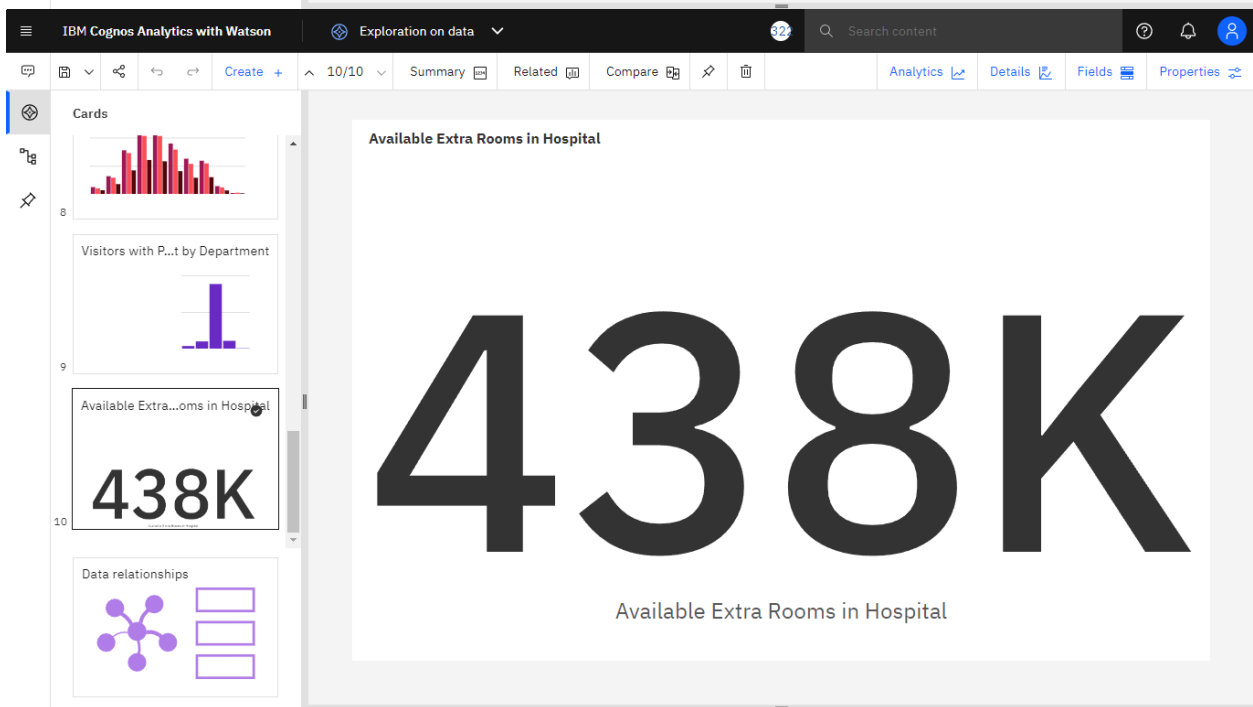 IBM Cognos Analytics with Watson
Exploration on data
322
Search content
Create +
10/10
Summary
Related
Compare
Analytics
Details
Fields
Properties
Cards
8
Visitors with P...t by Department
9
Available Extra...oms in Hospital
438K
10
Data relationships
Available Extra Rooms in Hospital
438K
Available Extra Rooms in Hospital